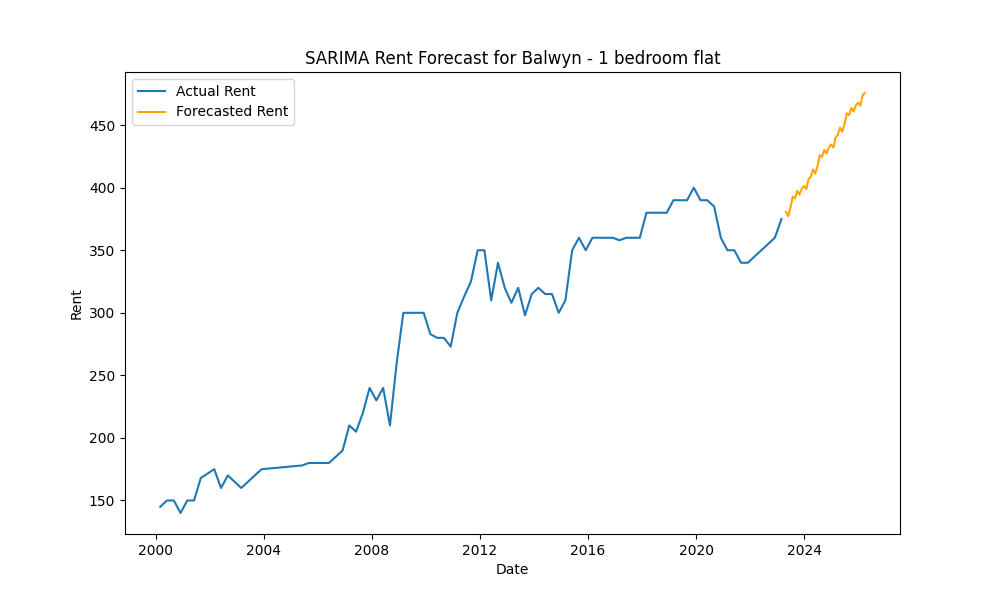 SARIMA Rent Forecast for Balwyn - 1 bedroom flat
Actual Rent
Forecasted Rent
450
400
350
300
250
200
150
Rent
2000 2004 2008 2012 2016 2020 2024
Date